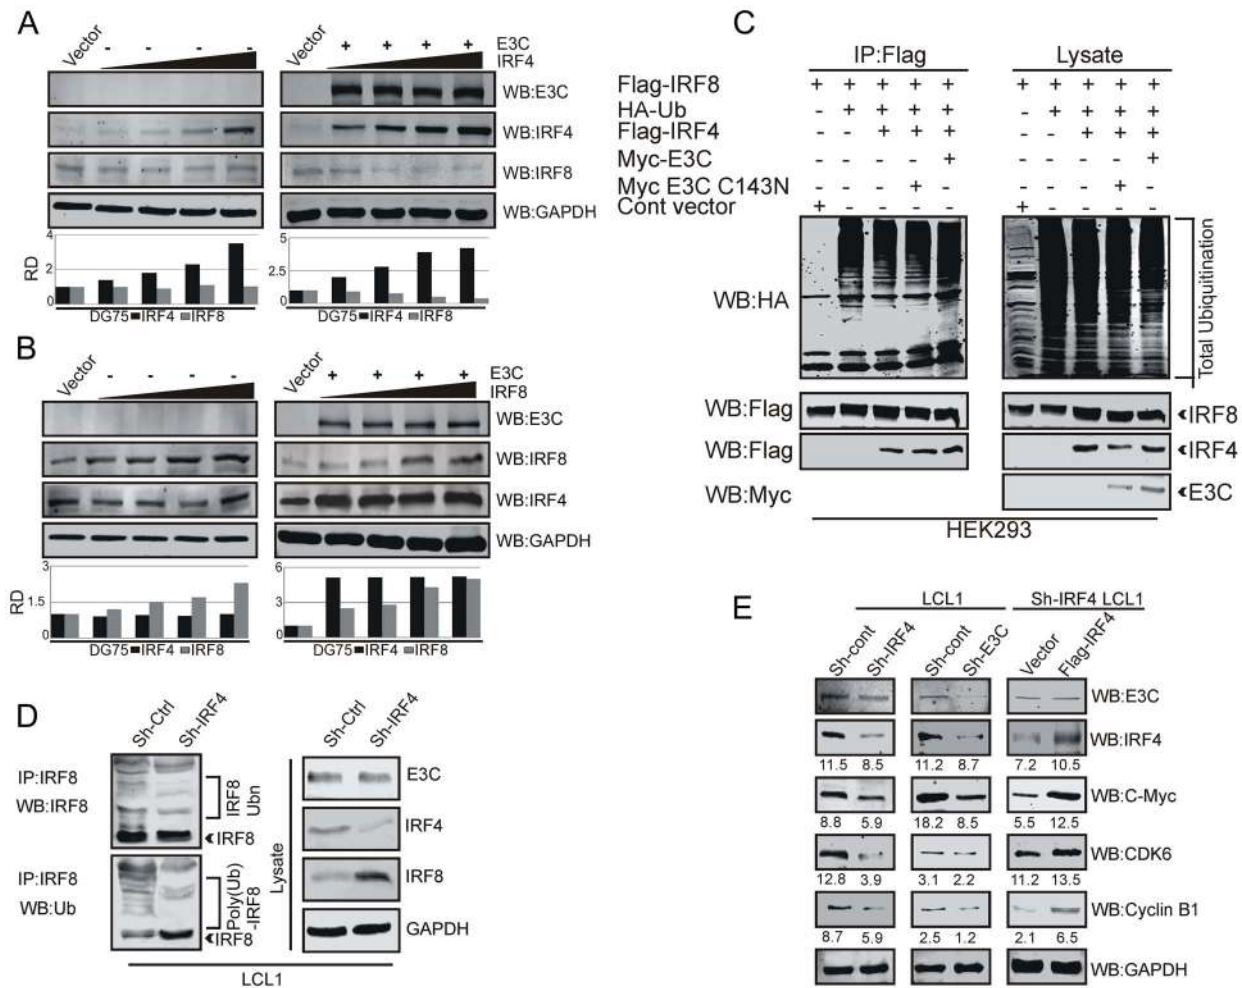 A
Vector - - - -
Vector + + + + E3C
IRF4
WB:E3C
WB:IRF4
WB:IRF8
WB:GAPDH
RD
4
2
0
5
2.5
0
DG75 IRF4 IRF8
DG75 IRF4 IRF8
B
Vector - - - -
Vector + + + + E3C
IRF8
WB:E3C
WB:IRF8
WB:IRF4
WB:GAPDH
RD
3
1.5
0
6
3
0
DG75 IRF4 IRF8
DG75 IRF4 IRF8
C
IP:Flag Lysate
Flag-IRF8 + + + + + + + + + +
HA-Ub - + + + + - + + + +
Flag-IRF4 - - + + + - - + + +
Myc-E3C - - - - + - - - - +
Myc E3C C143N - - - + - - - - + -
Cont vector + - - - - + - - - -
WB:HA
Total Ubiquitination
WB:Flag IRF8
WB:Flag IRF4
WB:Myc E3C
HEK293
D
Sh-Ctrl Sh-IRF4
Sh-Ctrl Sh-IRF4
IP:IRF8
WB:IRF8
IRF8
Ubn
IRF8
IP:IRF8
WB:Ub
Poly(Ub)
-IRF8
IRF8
Lysate
E3C
IRF4
IRF8
GAPDH
LCL1
E
LCL1 Sh-IRF4 LCL1
Sh-cont Sh-IRF4 Sh-cont Sh-E3C Vector Flag-IRF4
WB:E3C
WB:IRF4
11.5 8.5 11.2 8.7 7.2 10.5
WB:C-Myc
8.8 5.9 18.2 8.5 5.5 12.5
WB:CDK6
12.8 3.9 3.1 2.2 11.2 13.5
WB:Cyclin B1
8.7 5.9 2.5 1.2 2.1 6.5
WB:GAPDH